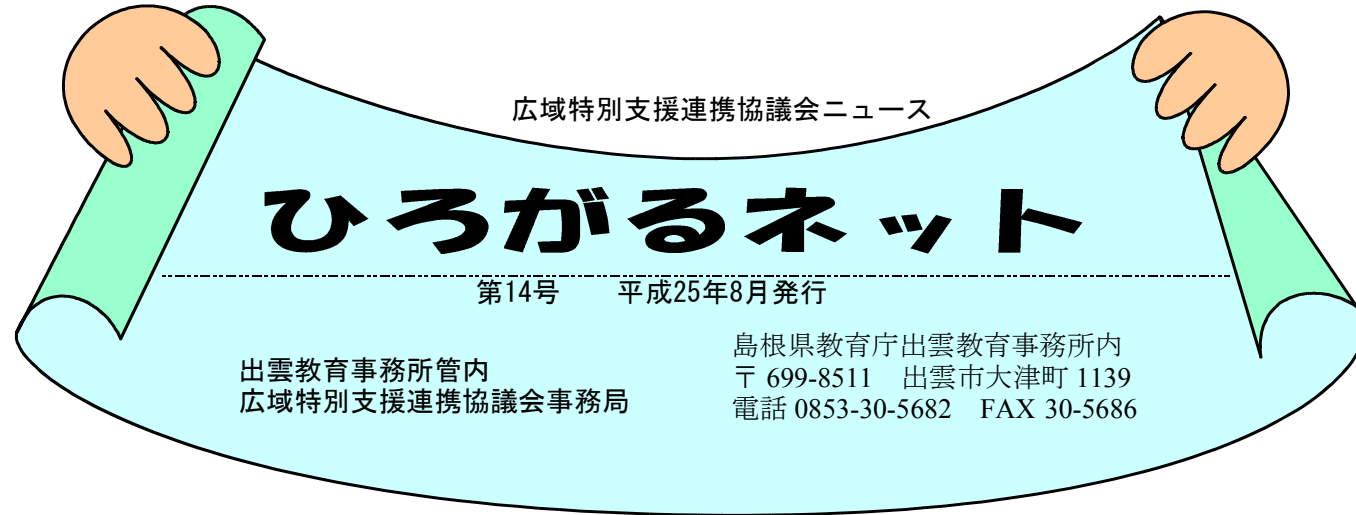 広域特別支援連携協議会ニュース
ひろがるネット
第14号　　平成25年8月発行
出雲教育事務所管内
広域特別支援連携協議会事務局
島根県教育庁出雲教育事務所内
〒 699-8511　出雲市大津町 1139
電話 0853-30-5682　FAX 30-5686